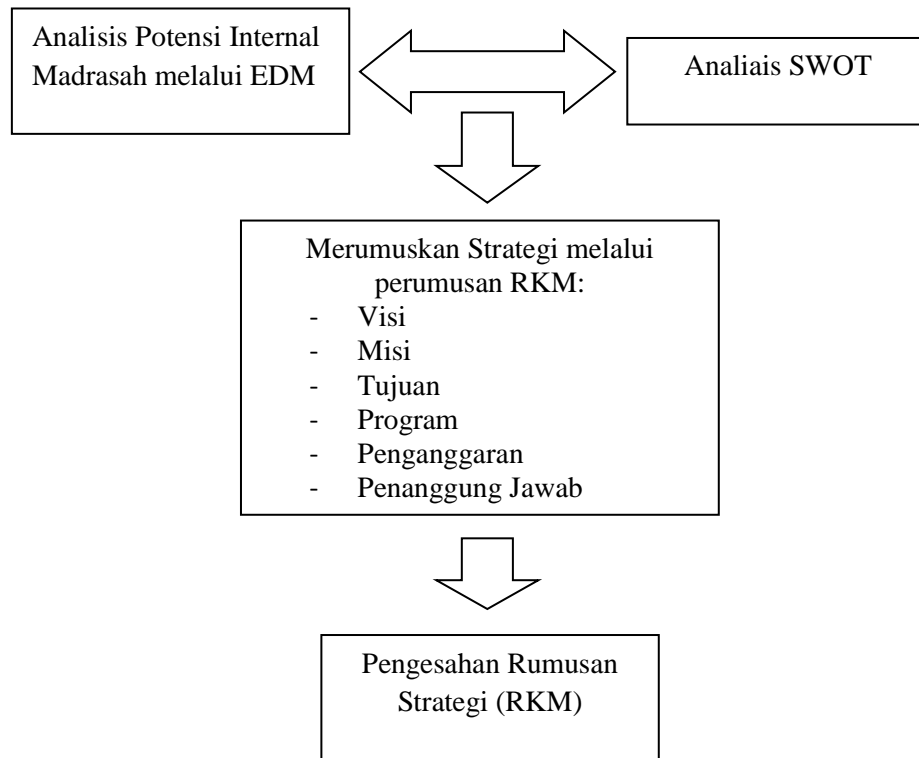 Analisis Potensi Internal
Madrasah melalui EDM
Analiais SWOT
Merumuskan Strategi melalui
perumusan RKM:
- Visi
- Misi
- Tujuan
- Program
- Penganggaran
- Penanggung Jawab
Pengesahan Rumusan
Strategi (RKM)